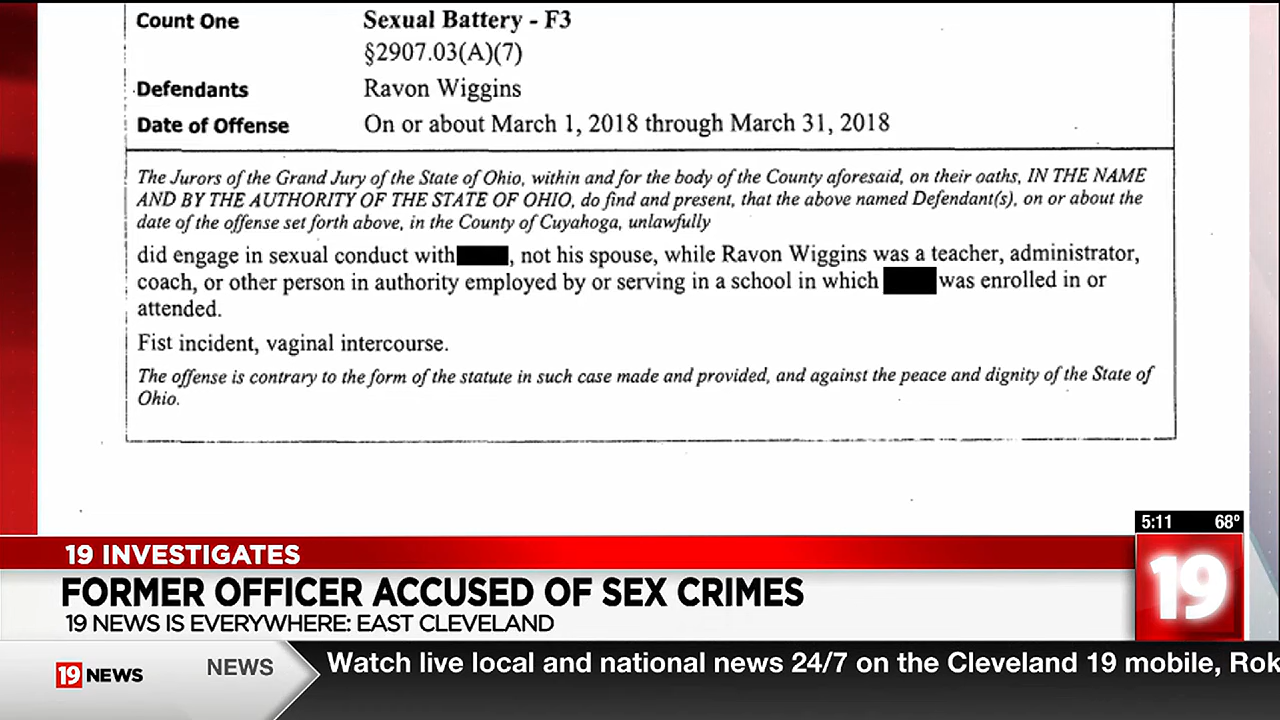 Count One Sexual Battery - F3
§2907.03(A)(7)
Defendants Ravon Wiggins
Date of Offense On or about March 1, 2018 through March 31, 2018
The Jurors of the Grand Jury of the State of Ohio, within and for the body of the County aforesaid, on their oaths, IN THE NAME
AND BY THE AUTHORITY OF THE STATE OF OHIO, do find and present, that the above named Defendant(s), on or about the
date of the offense set forth above, in the County of Cuyahoga, unlawfully
did engage in sexual conduct with , not his spouse, while Ravon Wiggins was a teacher, administrator,
coach, or other person in authority employed by or serving in a school in which was enrolled in or
attended.
Fist incident, vaginal intercourse.
The offense is contrary to the form of the statute in such case made and provided, and against the peace and dignity of the State of
Ohio.
5:11 68°
19 INVESTIGATES
FORMER OFFICER ACCUSED OF SEX CRIMES
19 NEWS IS EVERYWHERE: EAST CLEVELAND
19
19 NEWS NEWS Watch live local and national news 24/7 on the Cleveland 19 mobile, Rok